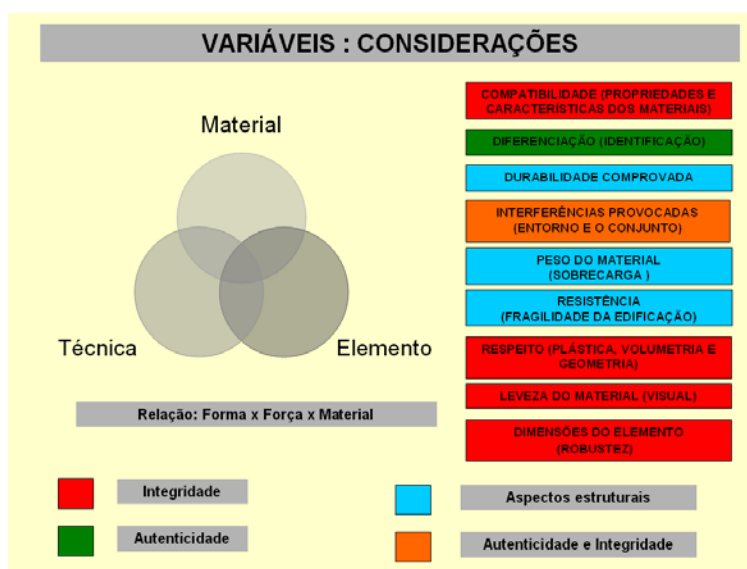 VARIÁVEIS : CONSIDERAÇÕES
Material
Técnica
Elemento
Relação: Forma x Força x Material
COMPATIBILIDADE (PROPRIEDADES E
CARACTERÍSTICAS DOS MATERIAIS)
DIFERENCIAÇÃO (IDENTIFICAÇÃO)
DURABILIDADE COMPROVADA
INTERFERÊNCIAS PROVOCADAS
(ENTORNO E O CONJUNTO)
PESO DO MATERIAL
(SOBRECARGA )
RESISTÊNCIA
(FRAGILIDADE DA EDIFICAÇÃO)
RESPEITO (PLÁSTICA, VOLUMETRIA E
GEOMETRIA)
LEVEZA DO MATERIAL (VISUAL)
DIMENSÕES DO ELEMENTO
(ROBUSTEZ)
Integridade
Autenticidade
Aspectos estruturais
Autenticidade e Integridade